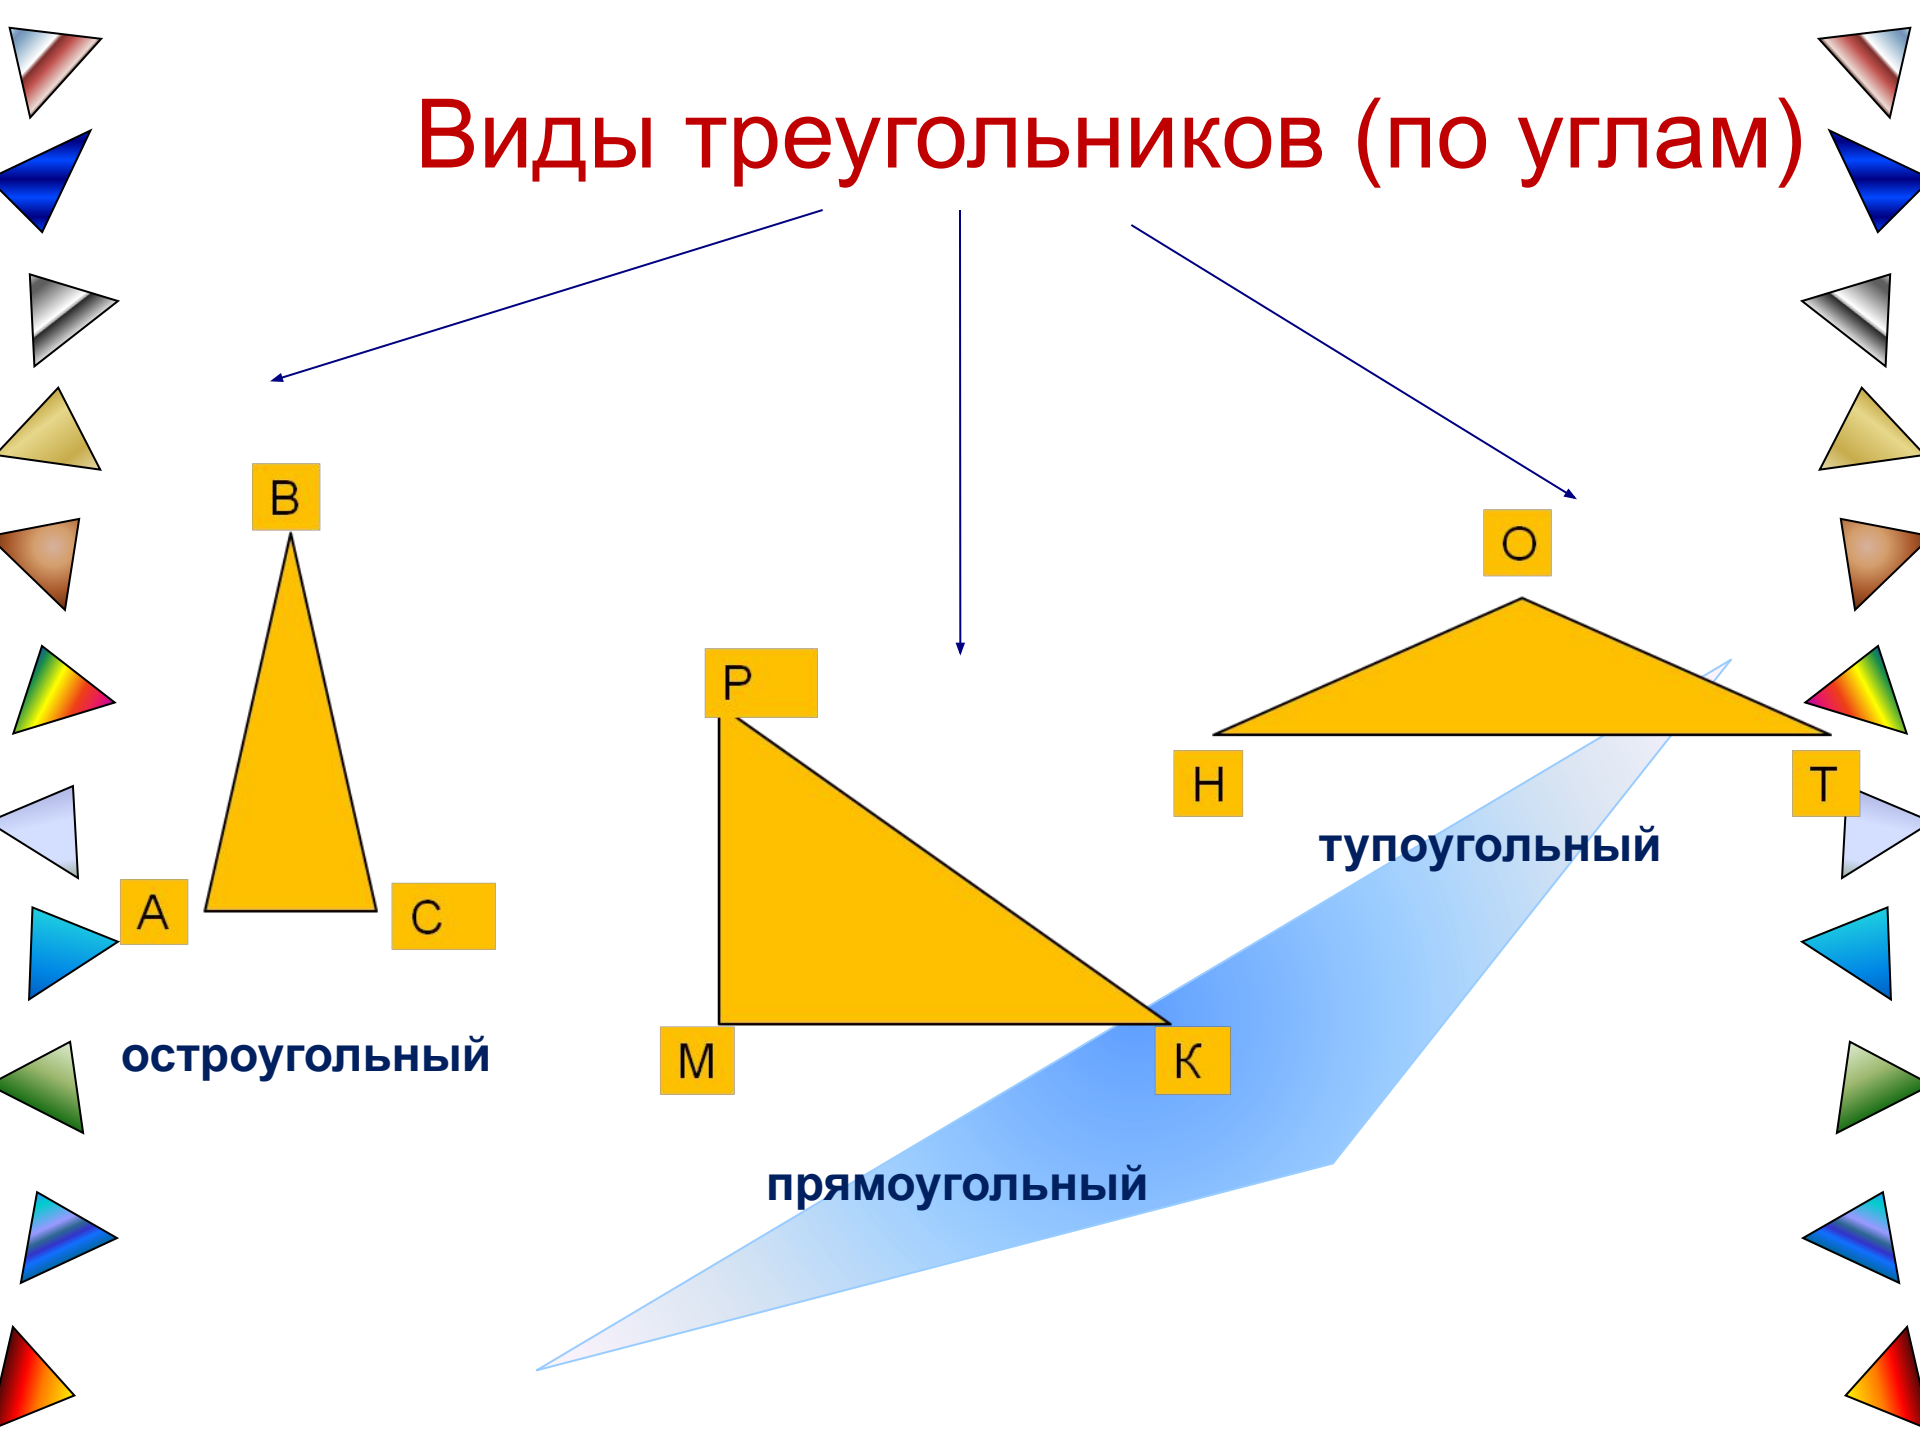 Виды треугольников (по углам)
В
А
С
остроугольный
Р
М
К
прямоугольный
О
Н
Т
тупоугольный